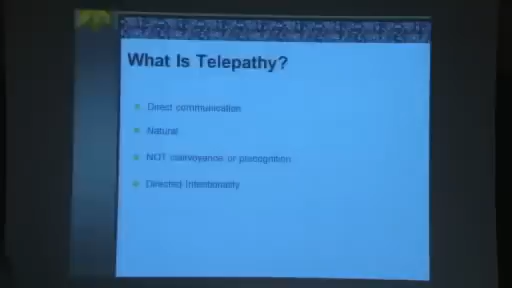 What Is Telepathy?
Direct communication
Natural
NOT clairvoyance or precognition
Directed Intentionality